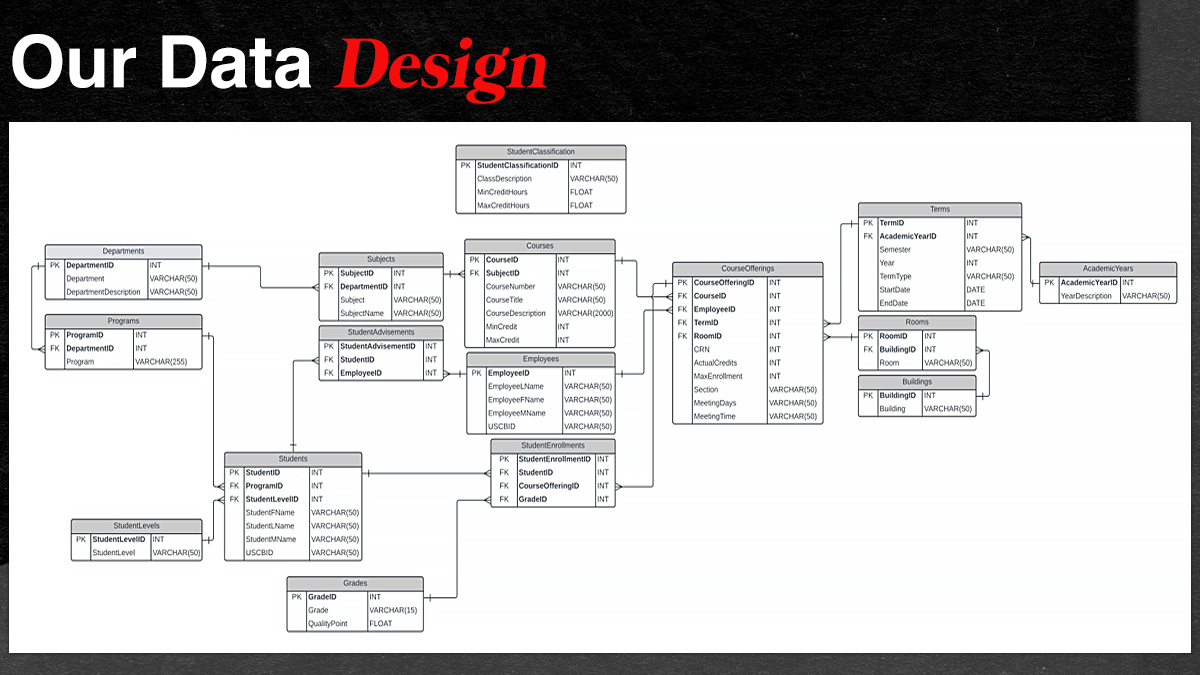 Our Data Design
StudentClassification
PK StudentClassificationID INT
ClassDescription VARCHAR(50)
MinCreditHours FLOAT
MaxCreditHours FLOAT
Departments
PK DepartmentID INT
Department VARCHAR(50)
DepartmentDescription VARCHAR(50)
Programs
PK ProgramID INT
FK DepartmentID INT
Program VARCHAR(255)
Subjects
PK SubjectID INT
FK DepartmentID INT
Subject VARCHAR(50)
SubjectName VARCHAR(50)
StudentAdvisements
PK StudentAdvisementID INT
FK StudentID INT
FK EmployeeID INT
Courses
PK CourseID INT
FK SubjectID INT
CourseNumber VARCHAR(50)
CourseTitle VARCHAR(50)
CourseDescription VARCHAR(2000)
MinCredit INT
MaxCredit INT
Employees
PK EmployeeID INT
EmployeeLName VARCHAR(50)
EmployeeFName VARCHAR(50)
EmployeeMName VARCHAR(50)
USCBID VARCHAR(50)
StudentEnrollments
PK StudentEnrollmentID INT
FK StudentID INT
FK CourseOfferingID INT
FK GradeID INT
CourseOfferings
PK CourseOfferingID INT
FK CourseID INT
FK EmployeeID INT
FK TermID INT
FK RoomID INT
CRN INT
ActualCredits INT
MaxEnrollment INT
Section VARCHAR(50)
MeetingDays VARCHAR(50)
MeetingTime VARCHAR(50)
Terms
PK TermID INT
FK AcademicYearID INT
Semester VARCHAR(50)
Year INT
TermType VARCHAR(50)
StartDate DATE
EndDate DATE
AcademicYears
PK AcademicYearID INT
YearDescription VARCHAR(50)
Rooms
PK RoomID INT
FK BuildingID INT
Room VARCHAR(50)
Buildings
PK BuildingID INT
Building VARCHAR(50)
Students
PK StudentID INT
FK ProgramID INT
FK StudentLevelID INT
StudentFName VARCHAR(50)
StudentLName VARCHAR(50)
StudentMName VARCHAR(50)
USCBID VARCHAR(50)
StudentLevels
PK StudentLevelID INT
StudentLevel VARCHAR(50)
Grades
PK GradeID INT
Grade VARCHAR(15)
QualityPoint FLOAT